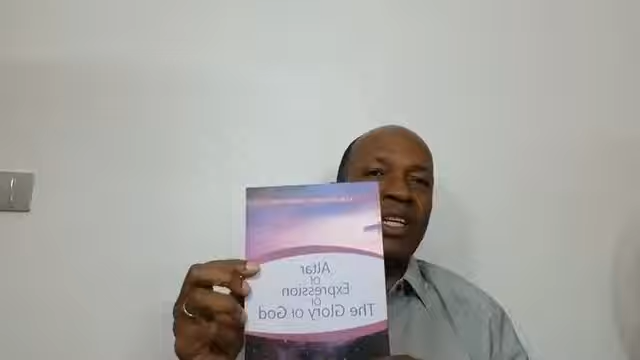 Altar
of
Expression
of
The Glory of God